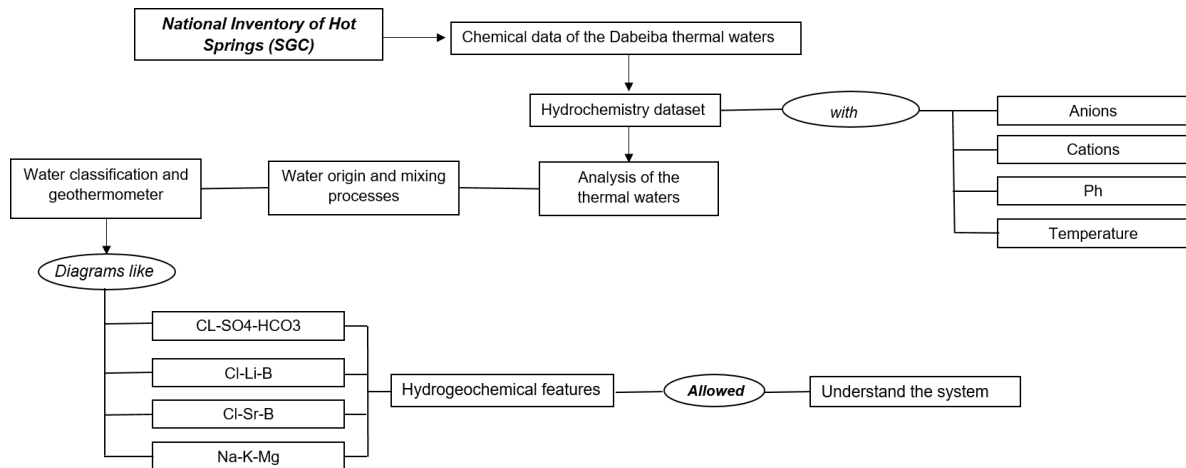 National Inventory of Hot
Springs (SGC)
Chemical data of the Dabeiba thermal waters
Hydrochemistry dataset
with
Anions
Cations
Ph
Temperature
Analysis of the
thermal waters
Water origin and mixing
processes
Water classification and
geothermometer
Diagrams like
CL-SO4-HCO3
Cl-Li-B
Cl-Sr-B
Na-K-Mg
Hydrogeochemical features
Allowed
Understand the system